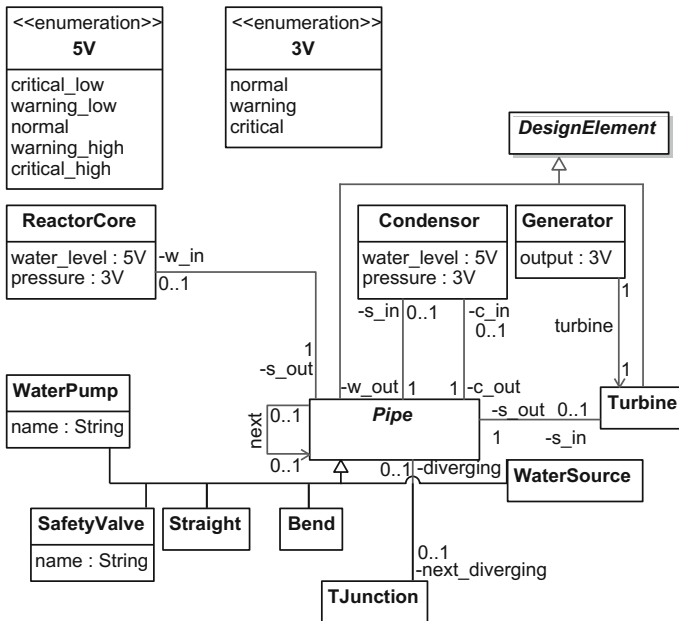 <<enumeration>>
5V
critical_low
warning_low
normal
warning_high
critical_high
<<enumeration>>
3V
normal
warning
critical
DesignElement
ReactorCore
water_level : 5V
pressure : 3V
-w_in
0..1
Condensor
water_level : 5V
pressure : 3V
Generator
output : 3V
-s_in
0..1
-c_in
0..1
1
turbine
1
1
-s_out
-w_out
1
1
-c_out
WaterPump
name : String
next
0..1
0..1
Pipe
-s_out
0..1
1
-s_in
Turbine
0..1
-diverging
WaterSource
SafetyValve
name : String
Straight
Bend
0..1
-next_diverging
TJunction